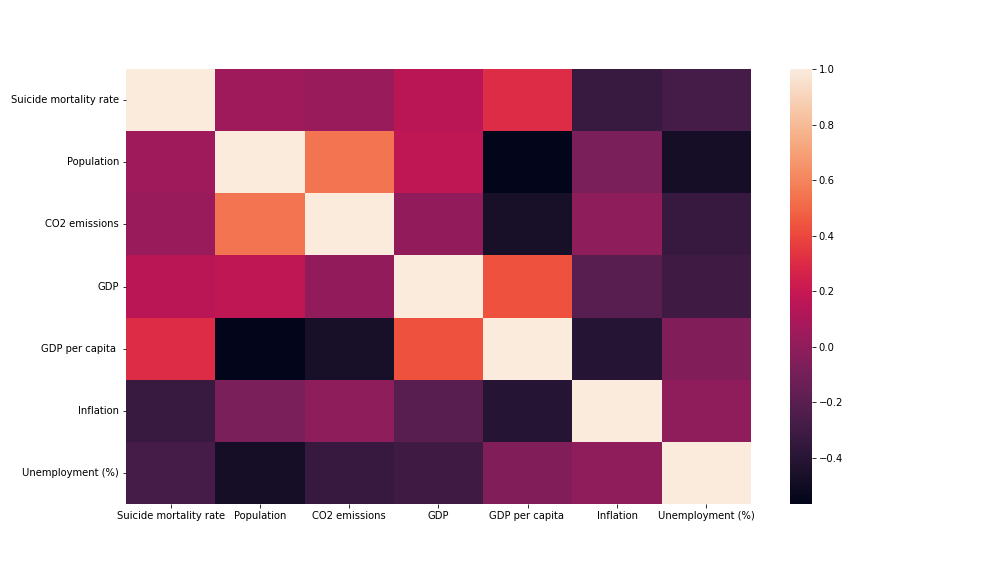 Suicide mortality rate
Population
CO2 emissions
GDP
GDP per capita
Inflation
Unemployment (%)
Suicide mortality rate Population CO2 emissions GDP GDP per capita Inflation Unemployment (%)
1.0
0.8
0.6
0.4
0.2
0.0
−0.2
−0.4